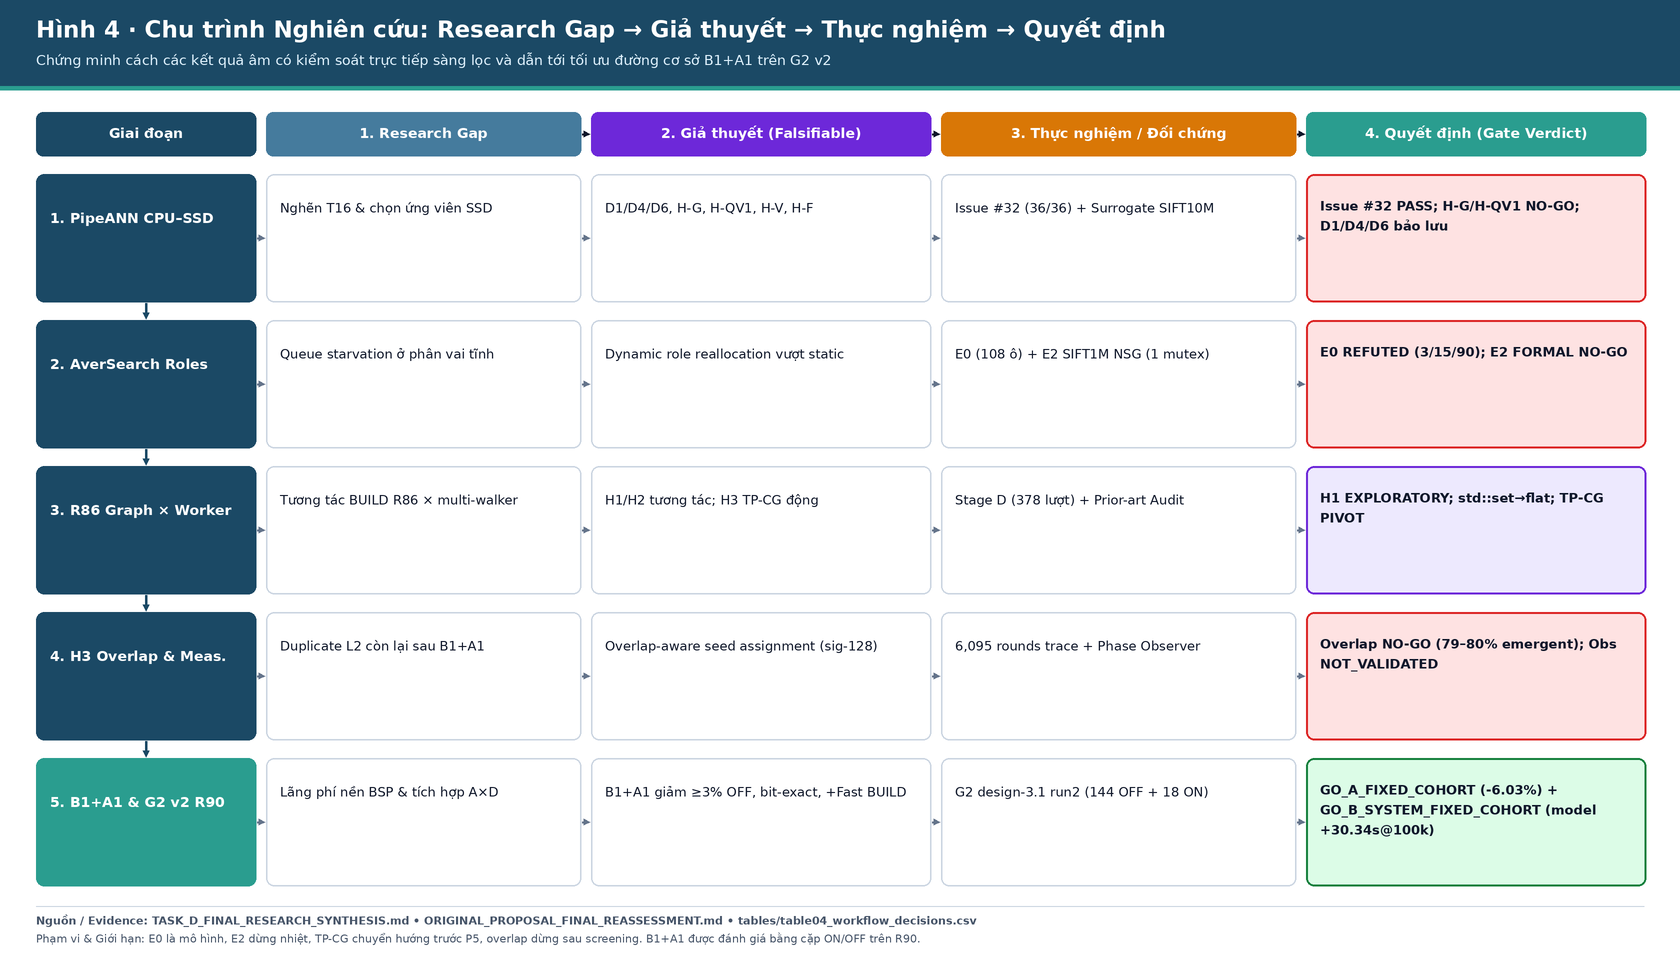 Hình 4 · Chu trình Nghiên cứu: Research Gap → Giả thuyết → Thực nghiệm → Quyết định
Chứng minh cách các kết quả âm có kiểm soát trực tiếp sàng lọc và dẫn tới tối ưu đường cơ sở B1+A1 trên G2 v2
Giai đoạn
1. Research Gap
2. Giả thuyết (Falsifiable)
3. Thực nghiệm / Đối chứng
4. Quyết định (Gate Verdict)
1. PipeANN CPU–SSD
Nghẽn T16 & chọn ứng viên SSD
D1/D4/D6, H-G, H-QV1, H-V, H-F
Issue #32 (36/36) + Surrogate SIFT10M
Issue #32 PASS; H-G/H-QV1 NO-GO;
D1/D4/D6 bảo lưu
2. AverSearch Roles
Queue starvation ở phân vai tĩnh
Dynamic role reallocation vượt static
E0 (108 ô) + E2 SIFT1M NSG (1 mutex)
E0 REFUTED (3/15/90); E2 FORMAL NO-GO
3. R86 Graph × Worker
Tương tác BUILD R86 × multi-walker
H1/H2 tương tác; H3 TP-CG động
Stage D (378 lượt) + Prior-art Audit
H1 EXPLORATORY; std::set→flat; TP-CG
PIVOT
4. H3 Overlap & Meas.
Duplicate L2 còn lại sau B1+A1
Overlap-aware seed assignment (sig-128)
6,095 rounds trace + Phase Observer
Overlap NO-GO (79–80% emergent); Obs
NOT_VALIDATED
5. B1+A1 & G2 v2 R90
Lãng phí nền BSP & tích hợp A×D
B1+A1 giảm ≥3% OFF, bit-exact, +Fast BUILD
G2 design-3.1 run2 (144 OFF + 18 ON)
GO_A_FIXED_COHORT (-6.03%) +
GO_B_SYSTEM_FIXED_COHORT (model
+30.34s@100k)
Nguồn / Evidence: TASK_D_FINAL_RESEARCH_SYNTHESIS.md • ORIGINAL_PROPOSAL_FINAL_REASSESSMENT.md • tables/table04_workflow_decisions.csv
Phạm vi & Giới hạn: E0 là mô hình, E2 dừng nhiệt, TP-CG chuyển hướng trước P5, overlap dừng sau screening. B1+A1 được đánh giá bằng cặp ON/OFF trên R90.